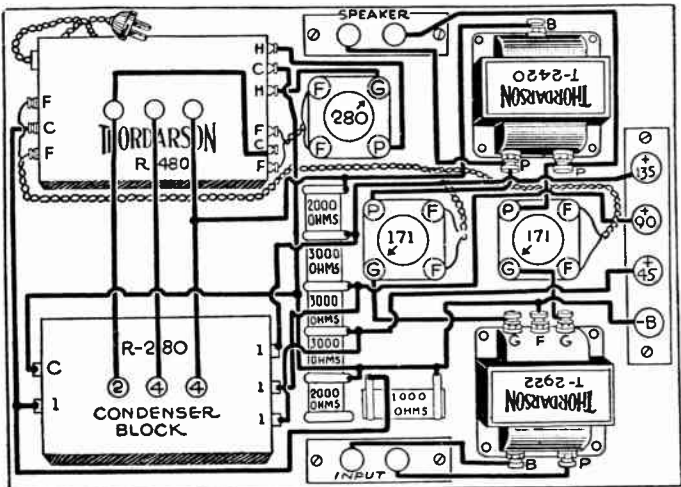 SPEAKER
B
THORDARSON
T-2420
P
P
H
C
H
F
C
F
F
C
F
THORDARSON
R-480
F
G
280
F
P
+135
+90
+45
-B
2000
OHMS
3000
OHMS
3000
OHMS
3000
OHMS
2000
OHMS
1000
OHMS
P
F
171
G
F
P
F
171
G
F
G
F
G
THORDARSON
T-2922
B
P
C
1
R-280
1
1
1
2
4
4
CONDENSER
BLOCK
INPUT